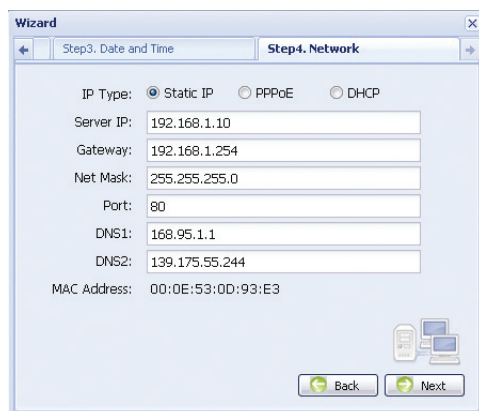 Wizard
Step3. Date and Time Step4. Network
IP Type: Static IP PPPoE DHCP
Server IP: 192.168.1.10
Gateway: 192.168.1.254
Net Mask: 255.255.255.0
Port: 80
DNS1: 168.95.1.1
DNS2: 139.175.55.244
MAC Address: 00:0E:53:0D:93:E3
Back Next